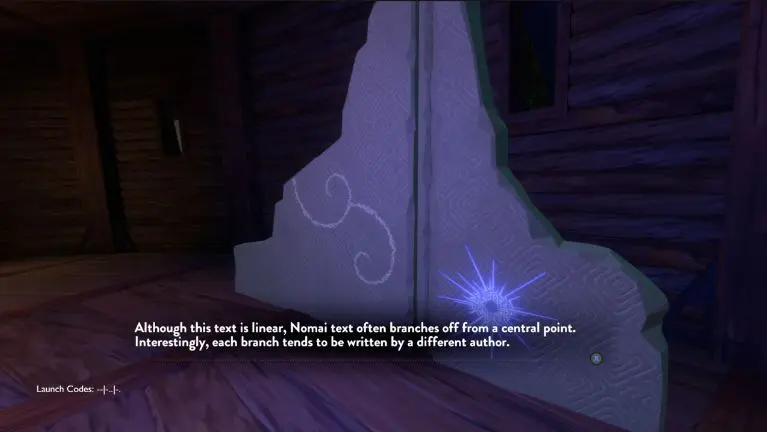 Although this text is linear, Nomai text often branches off from a central point.
Interestingly, each branch tends to be written by a different author.
Launch Codes: --|-.-|-.